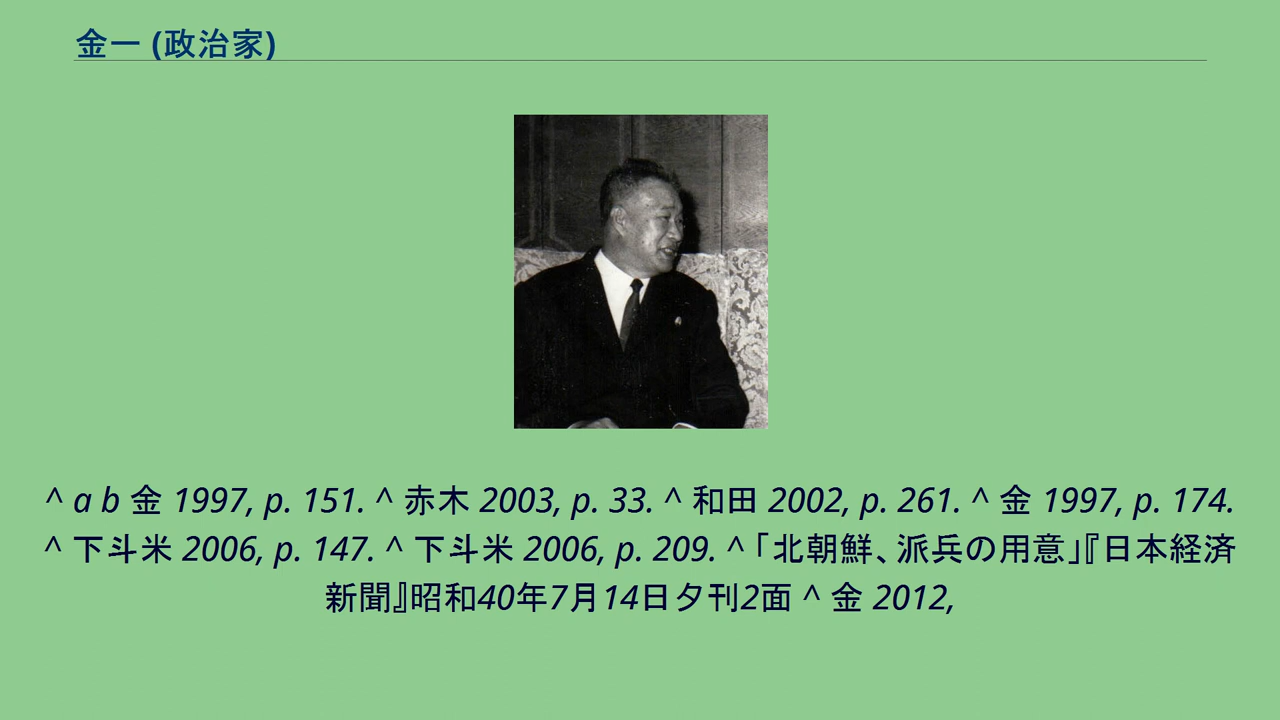 金一 (政治家)
^ a b 金 1997, p. 151. ^ 赤木 2003, p. 33. ^ 和田 2002, p. 261. ^ 金 1997, p. 174.
^ 下斗米 2006, p. 147. ^ 下斗米 2006, p. 209. ^ 「北朝鮮、派兵の用意」『日本経済
新聞』昭和40年7月14日夕刊2面 ^ 金 2012,